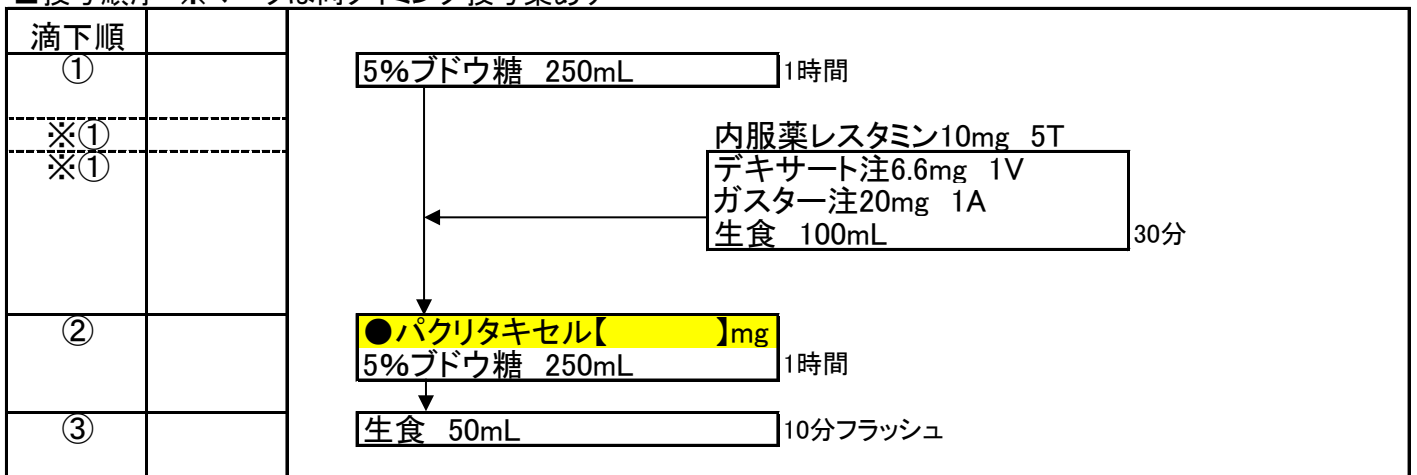 滴下順
① 5%ブドウ糖 250mL 1時間
※① 内服薬レスタミン10mg 5T
※① デキサート注6.6mg 1V
ガスター注20mg 1A
生食 100mL 30分
② ●パクリタキセル【 】mg
5%ブドウ糖 250mL 1時間
③ 生食 50mL 10分フラッシュ